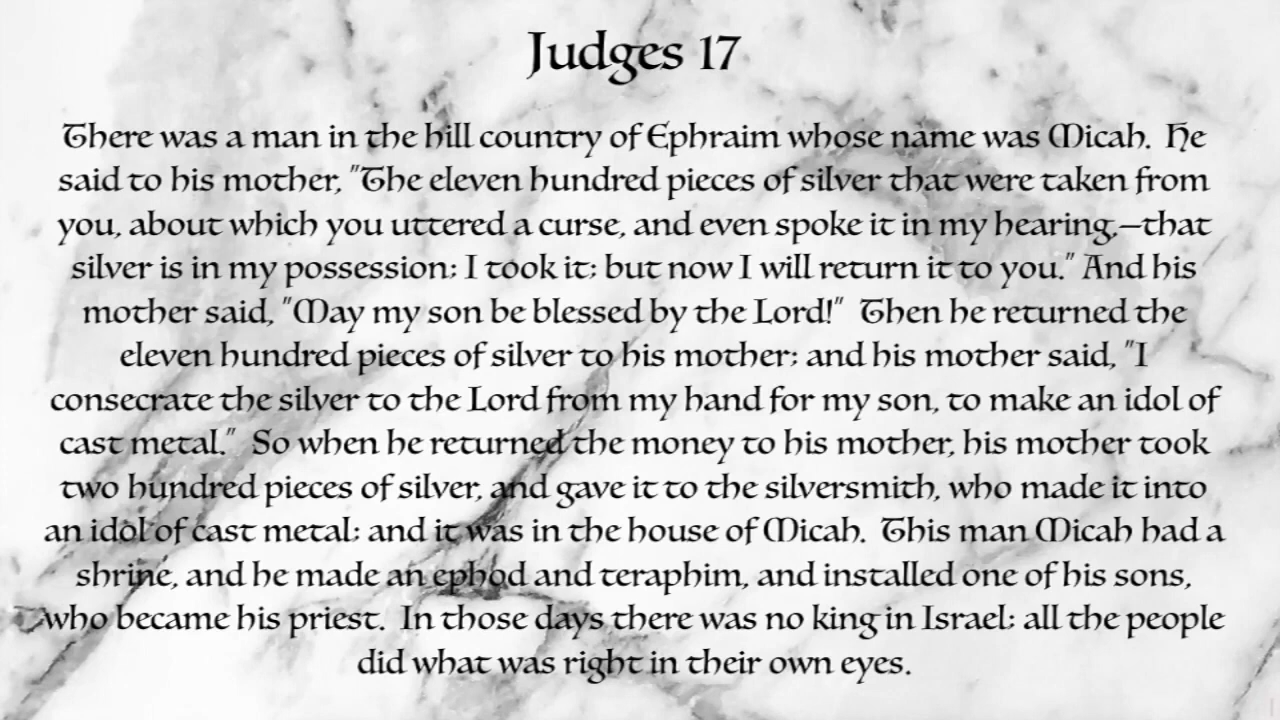 Judges 17
There was a man in the hill country of Ephraim whose name was Micah.  He
said to his mother, "The eleven hundred pieces of silver that were taken from
you, about which you uttered a curse, and even spoke it in my hearing,—that
silver is in my possession; I took it; but now I will return it to you." And his
mother said, "May my son be blessed by the Lord!"  Then he returned the
eleven hundred pieces of silver to his mother; and his mother said, "I
consecrate the silver to the Lord from my hand for my son, to make an idol of
cast metal."  So when he returned the money to his mother, his mother took
two hundred pieces of silver, and gave it to the silversmith, who made it into
an idol of cast metal; and it was in the house of Micah.  This man Micah had a
shrine, and he made an ephod and teraphim, and installed one of his sons,
who became his priest.  In those days there was no king in Israel; all the people
did what was right in their own eyes.